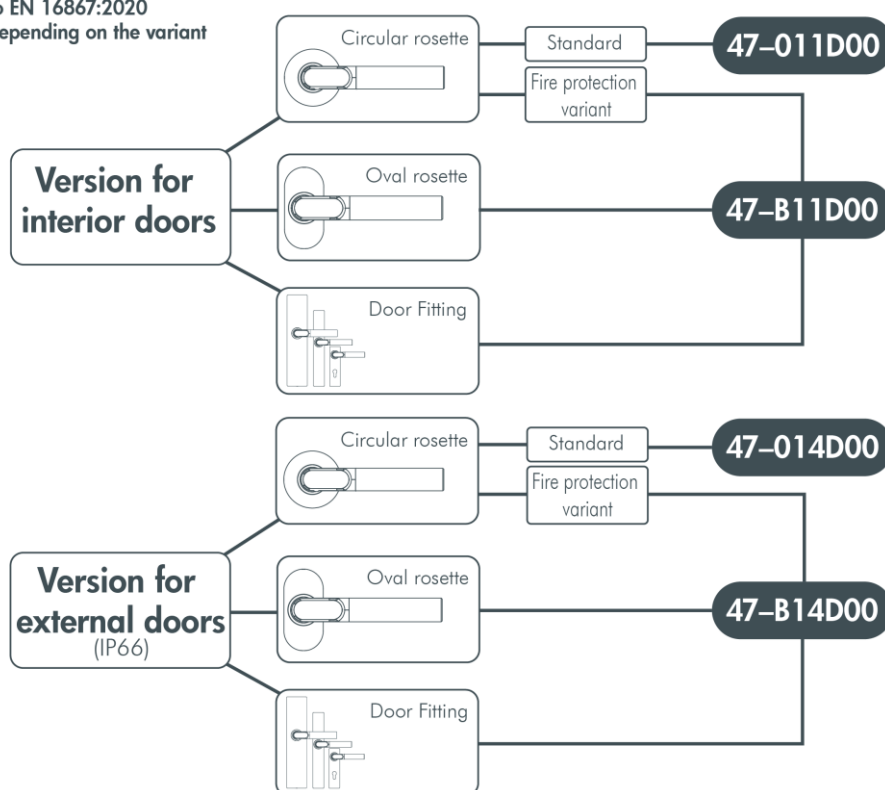 EN 16867:2020
depending on the variant
Circular rosette
Standard
47–011D00
Fire protection
variant
Version for
interior doors
Oval rosette
47–B11D00
Door Fitting
Circular rosette
Standard
47–014D00
Fire protection
variant
Version for
external doors
(IP66)
Oval rosette
47–B14D00
Door Fitting